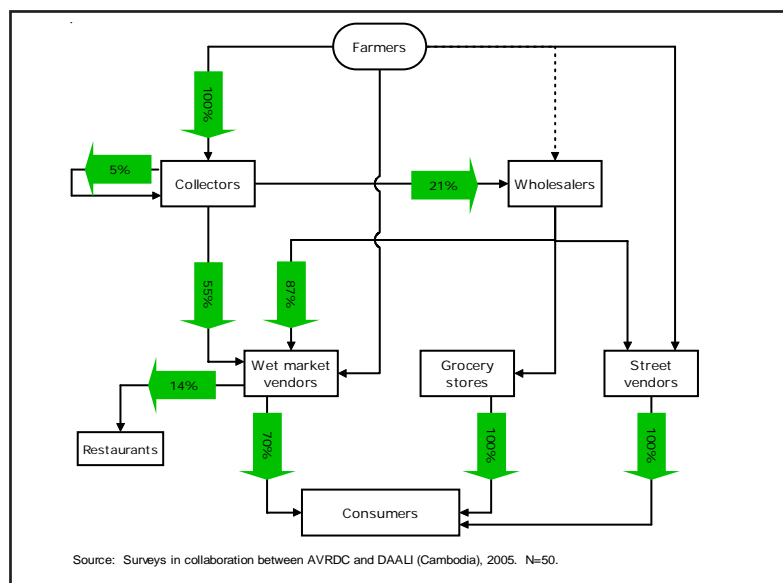 Farmers
100%
5%
Collectors
21%
Wholesalers
55%
87%
Wet market
vendors
Grocery
stores
Street
vendors
14%
Restaurants
70%
100%
100%
Consumers
Source: Surveys in collaboration between AVRDC and DAALI (Cambodia), 2005. N=50.